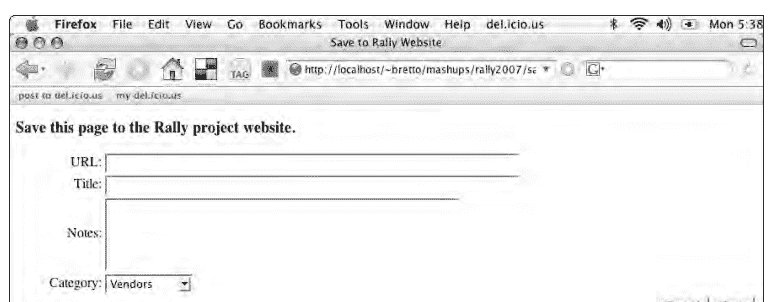 Firefox File Edit View Go Bookmarks Tools Window Help del.icio.us Mon 5:38
Save to Rally Website
TAG http://localhost/~bretto/mashups/rally2007/sa G
post to del.icio.us my del.icio.us
Save this page to the Rally project website.
URL:
Title:
Notes:
Category: Vendors